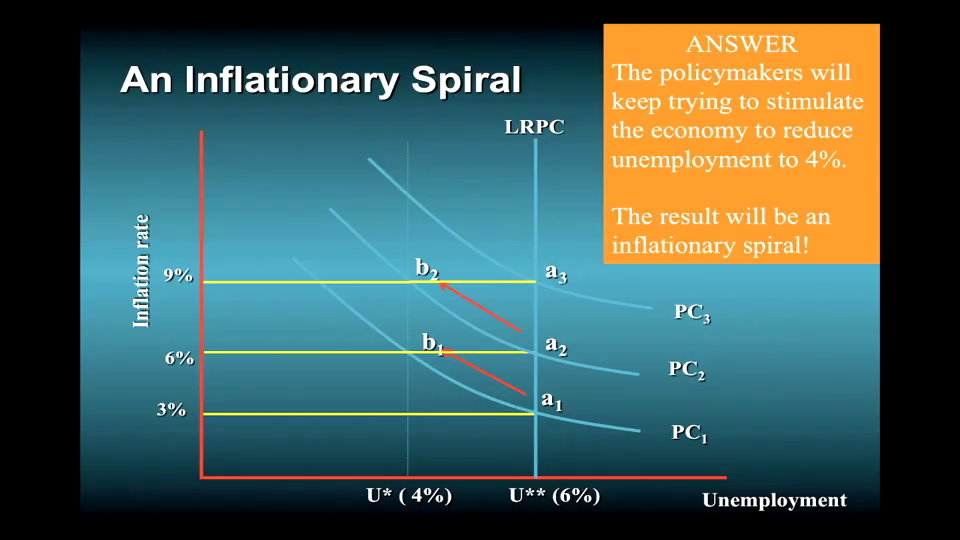 An Inflationary Spiral
ANSWER
The policymakers will
keep trying to stimulate
the economy to reduce
unemployment to 4%.
The result will be an
inflationary spiral!
LRPC
Inflation rate
9%
6%
3%
b₂
a₃
b₁
a₂
a₁
PC₃
PC₂
PC₁
U* ( 4%)
U** (6%)
Unemployment